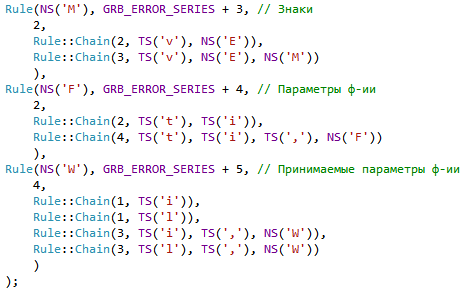 Rule(NS('M'), GRB_ERROR_SERIES + 3, // Знаки
2,
Rule::Chain(2, TS('v'), NS('E')),
Rule::Chain(3, TS('v'), NS('E'), NS('M'))
),
Rule(NS('F'), GRB_ERROR_SERIES + 4, // Параметры ф-ии
2,
Rule::Chain(2, TS('t'), TS('i')),
Rule::Chain(4, TS('t'), TS('i'), TS(','), NS('F'))
),
Rule(NS('W'), GRB_ERROR_SERIES + 5, // Принимаемые параметры ф-ии
4,
Rule::Chain(1, TS('i')),
Rule::Chain(1, TS('l')),
Rule::Chain(3, TS('i'), TS(','), NS('W')),
Rule::Chain(3, TS('l'), TS(','), NS('W'))
)
);